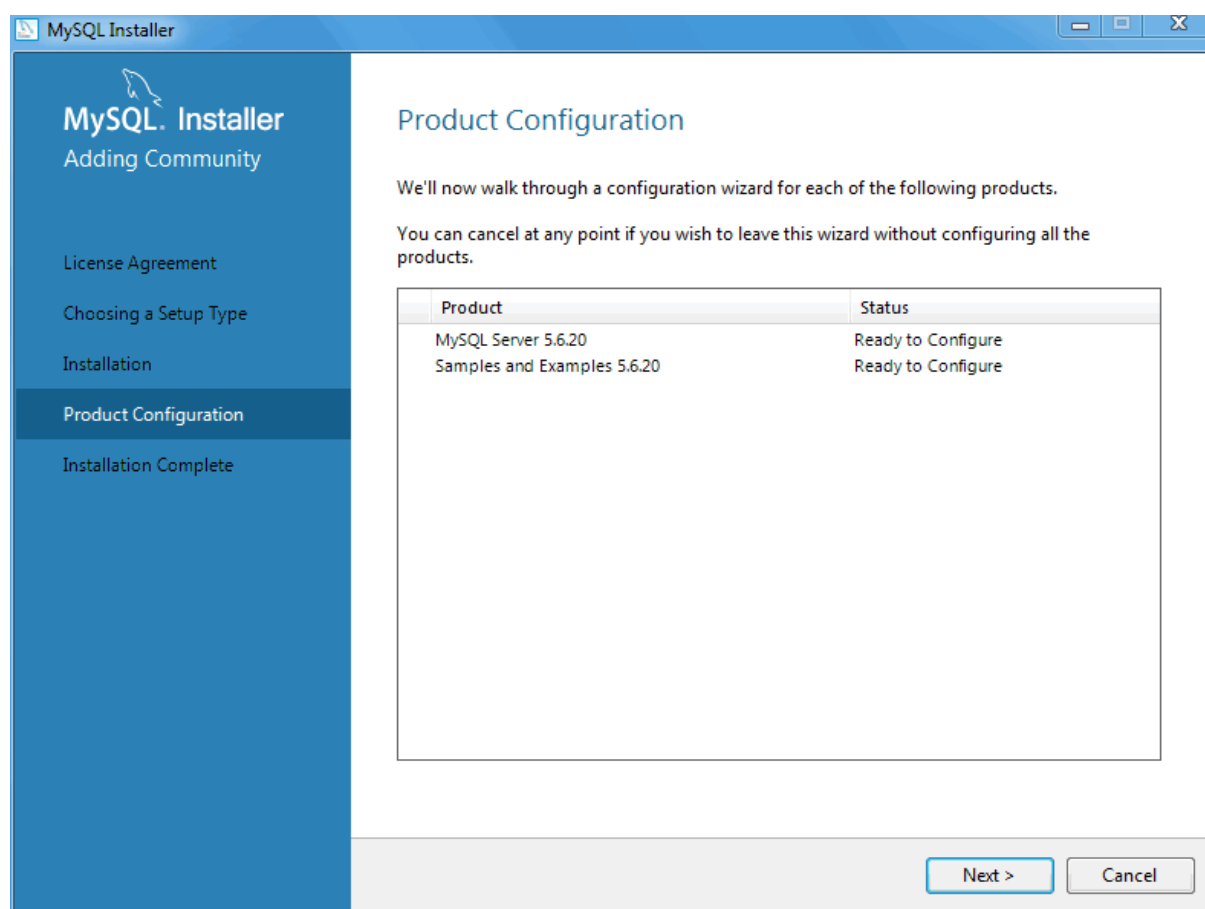 MySQL Installer
MySQL. Installer
Adding Community
License Agreement
Choosing a Setup Type
Installation
Product Configuration
Installation Complete
Product Configuration
We'll now walk through a configuration wizard for each of the following products.
You can cancel at any point if you wish to leave this wizard without configuring all the
products.
Product Status
MySQL Server 5.6.20 Ready to Configure
Samples and Examples 5.6.20 Ready to Configure
Next > Cancel